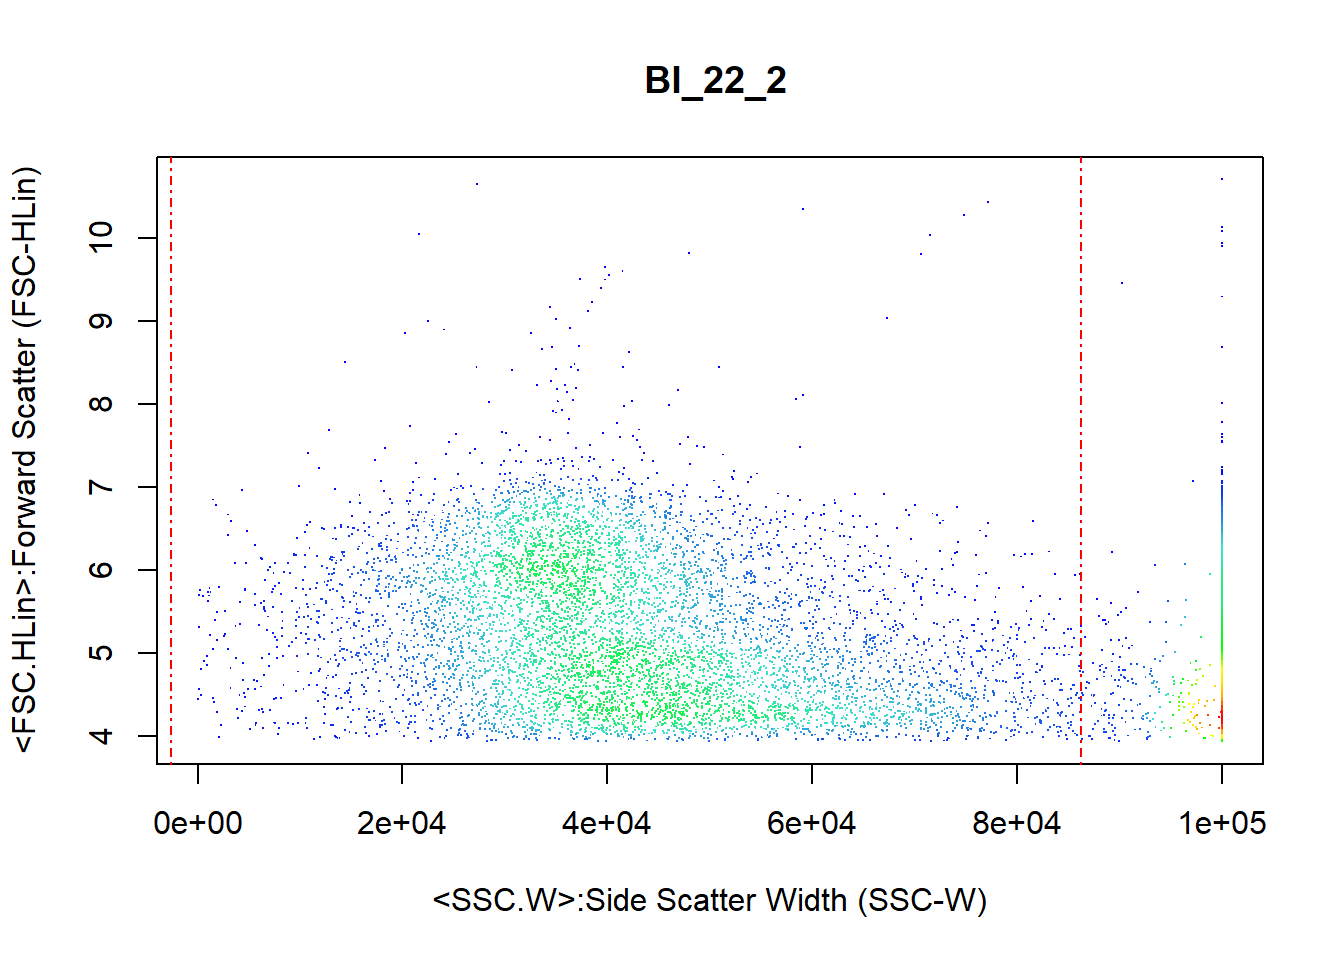 BI_22_2
<FSC.HLin>:Forward Scatter (FSC-HLin)
10
9
8
7
6
5
4
0e+00 2e+04 4e+04 6e+04 8e+04 1e+05
<SSC.W>:Side Scatter Width (SSC-W)